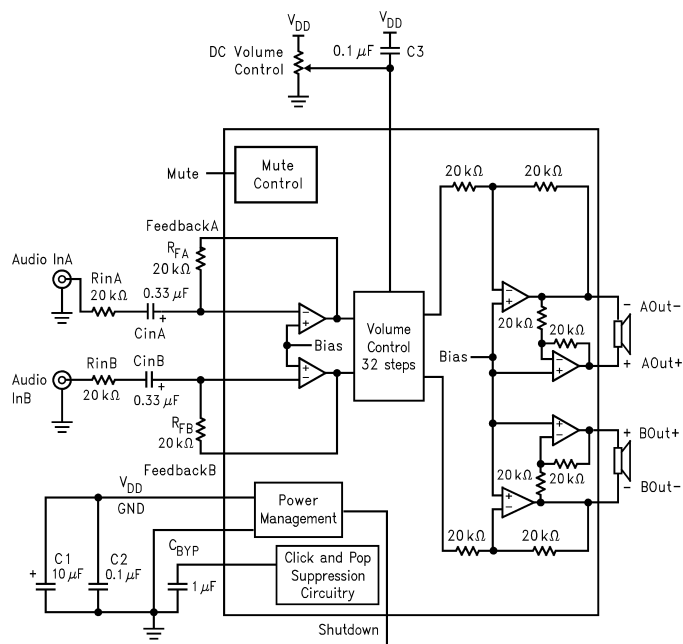 V_DD
V_DD
DC Volume
Control
0.1 μF
C3
20 kΩ
20 kΩ
Mute
Mute
Control
FeedbackA
R_FA
20 kΩ
Audio InA
RinA
20 kΩ
0.33 μF
CinA
Volume
Control
32 steps
Bias
Bias
20 kΩ
20 kΩ
- AOut-
+ AOut+
Audio
InB
RinB
20 kΩ
CinB
0.33 μF
R_FB
20 kΩ
+ BOut+
- BOut-
20 kΩ
20 kΩ
FeedbackB
V_DD
GND
Power
Management
20 kΩ
20 kΩ
C1
10 μF
C2
0.1 μF
C_BYP
1 μF
Click and Pop
Suppression
Circuitry
Shutdown